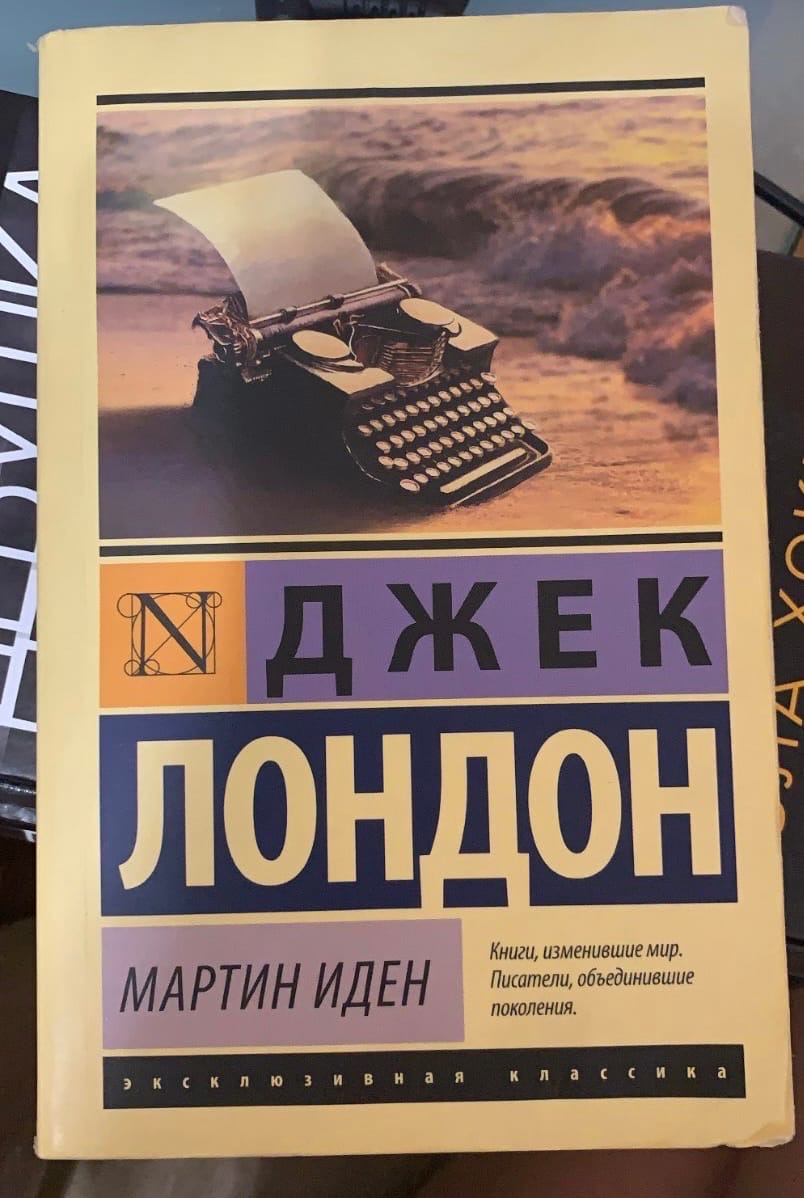 N ДЖЕК
ЛОНДОН
МАРТИН ИДЕН
Книги, изменившие мир.
Писатели, объединившие
поколения.
эксклюзивная классика